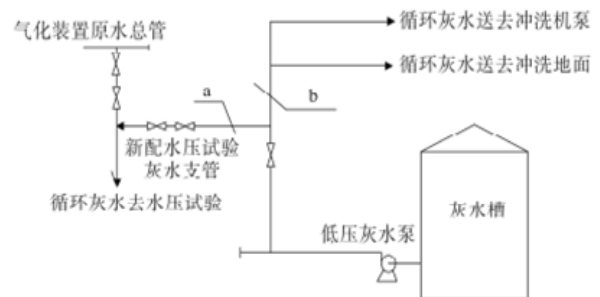 气化装置原水总管
循环灰水送去冲洗机泵
循环灰水送去冲洗地面
a
b
新配水压试验
灰水支管
循环灰水去水压试验
低压灰水泵
灰水槽